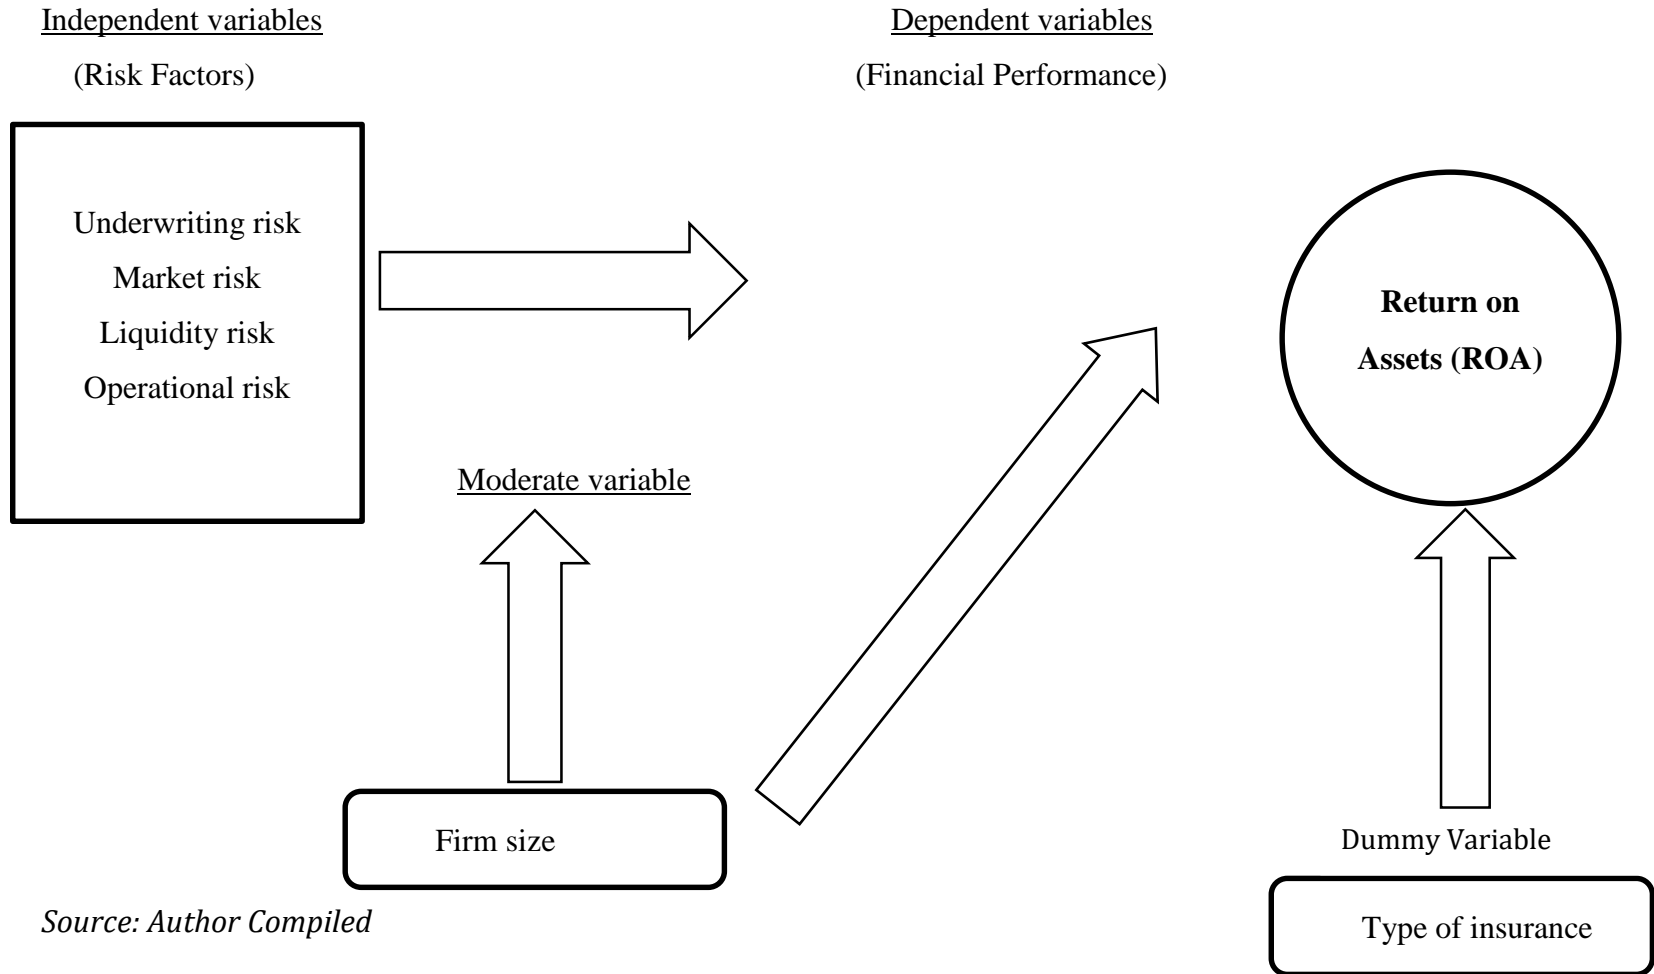 Independent variables
(Risk Factors)
Dependent variables
(Financial Performance)
Underwriting risk
Market risk
Liquidity risk
Operational risk
Return on
Assets (ROA)
Moderate variable
Firm size
Dummy Variable
Type of insurance
Source: Author Compiled